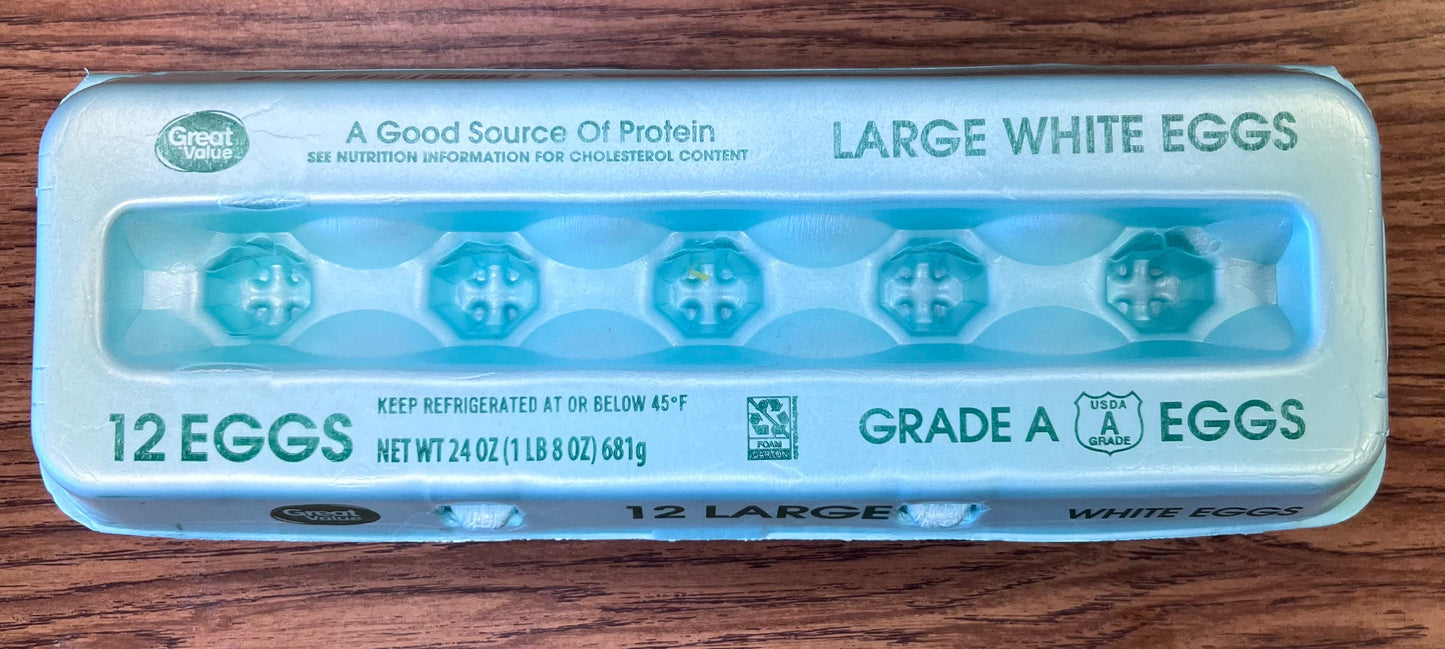 Great
Value
A Good Source Of Protein
SEE NUTRITION INFORMATION FOR CHOLESTEROL CONTENT
LARGE WHITE EGGS
12 EGGS
KEEP REFRIGERATED AT OR BELOW 45°F
NET WT 24 OZ (1 LB 8 OZ) 681g
FOAM
CARTON
GRADE A
USDA
A
GRADE
EGGS
Great
Value
12 LARGE
WHITE EGGS